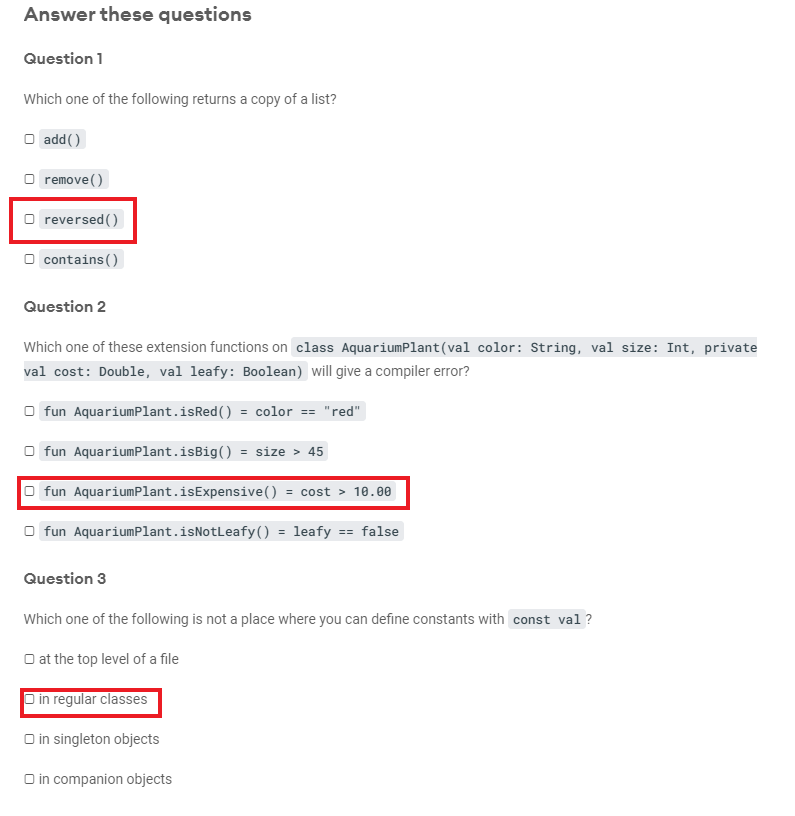 Answer these questions
Question 1
Which one of the following returns a copy of a list?
add()
remove()
reversed()
contains()
Question 2
Which one of these extension functions on class AquariumPlant(val color: String, val size: Int, private
val cost: Double, val leafy: Boolean) will give a compiler error?
fun AquariumPlant.isRed() = color == "red"
fun AquariumPlant.isBig() = size > 45
fun AquariumPlant.isExpensive() = cost > 10.00
fun AquariumPlant.isNotLeafy() = leafy == false
Question 3
Which one of the following is not a place where you can define constants with const val?
at the top level of a file
in regular classes
in singleton objects
in companion objects